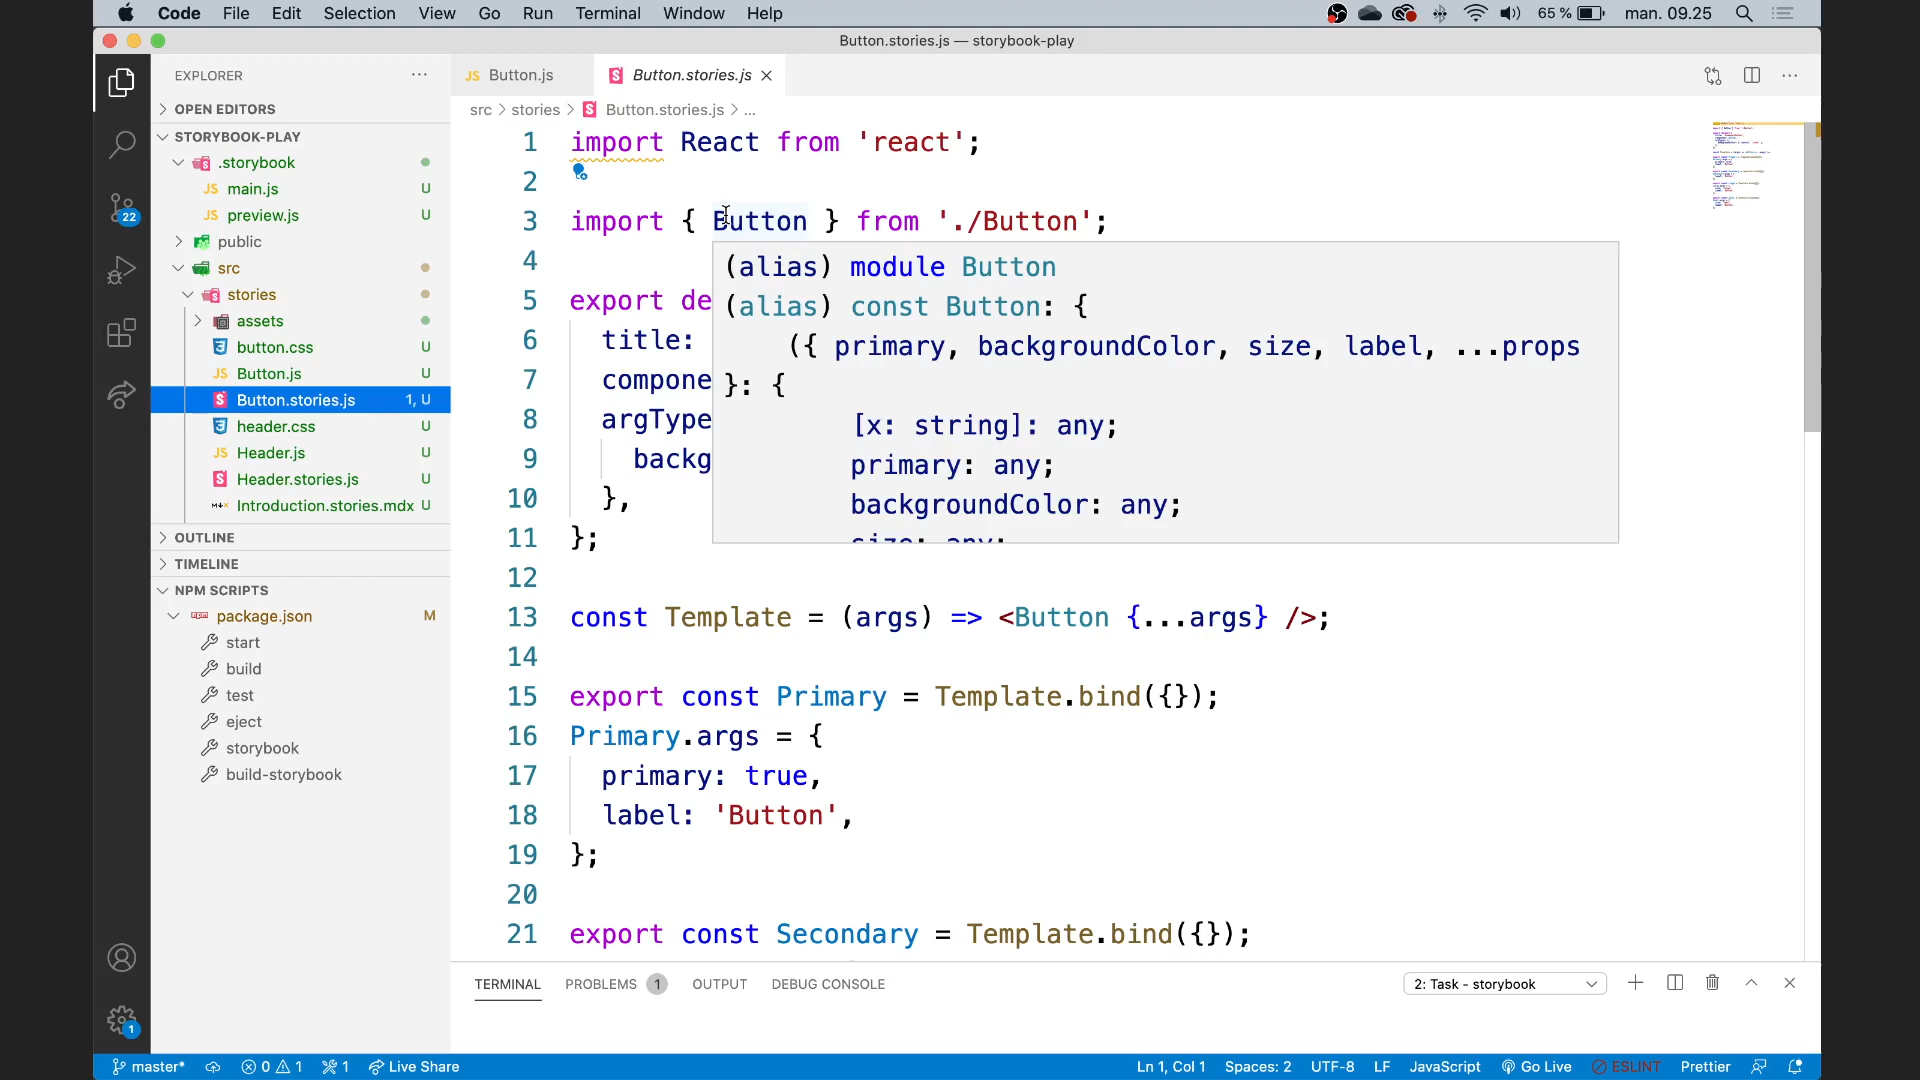 Code File Edit Selection View Go Run Terminal Window Help 65 % man. 09.25
Button.stories.js — storybook-play
EXPLORER
JS Button.js
Button.stories.js
OPEN EDITORS
src > stories > Button.stories.js > ...
STORYBOOK-PLAY
.storybook
JS main.js U
JS preview.js U
public
src
stories
assets
button.css U
JS Button.js U
Button.stories.js 1, U
header.css U
JS Header.js U
Header.stories.js U
Introduction.stories.mdx U
OUTLINE
TIMELINE
NPM SCRIPTS
package.json M
start
build
test
eject
storybook
build-storybook
22
1
1 import React from 'react';
2
3 import { Button } from './Button';
4
5 export de
6 title:
7 compone
8 argType
9 backg
10 },
11 };
12
13 const Template = (args) => <Button {...args} />;
14
15 export const Primary = Template.bind({});
16 Primary.args = {
17 primary: true,
18 label: 'Button',
19 };
20
21 export const Secondary = Template.bind({});
(alias) module Button
(alias) const Button: {
({ primary, backgroundColor, size, label, ...props
}: {
[x: string]: any;
primary: any;
backgroundColor: any;
size: any;
TERMINAL PROBLEMS 1 OUTPUT DEBUG CONSOLE 2: Task - storybook
master* 0 1 1 Live Share Ln 1, Col 1 Spaces: 2 UTF-8 LF JavaScript Go Live ESLINT Prettier